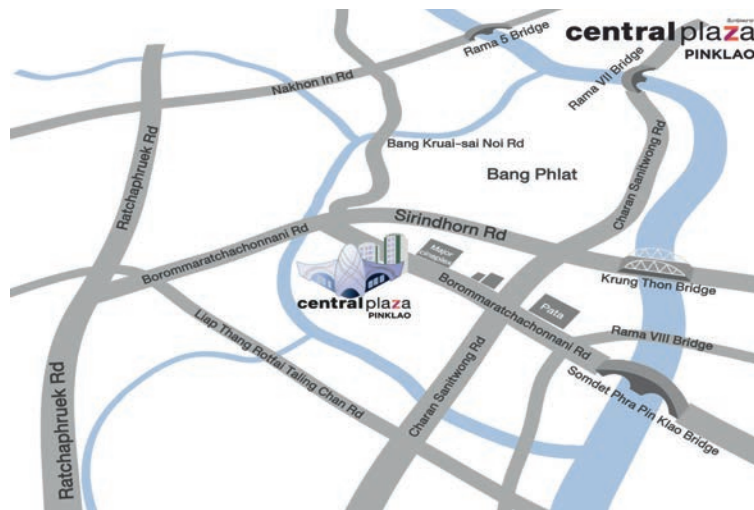 centralplaza
PINKLAO
Rama 5 Bridge
Rama VII Bridge
Nakhon In Rd
Bang Kruai-sai Noi Rd
Ratchaphruek Rd
Bang Phlat
Charan Sanitwong Rd
Sirindhorn Rd
Borommaratchachonnani Rd
Major
cineplex
centralplaza
PINKLAO
Krung Thon Bridge
Borommaratchachonnani Rd
Pata
Rama VIII Bridge
Liap Thang Rotfai Taling Chan Rd
Charan Sanitwong Rd
Somdet Phra Pin Klao Bridge
Ratchaphruek Rd